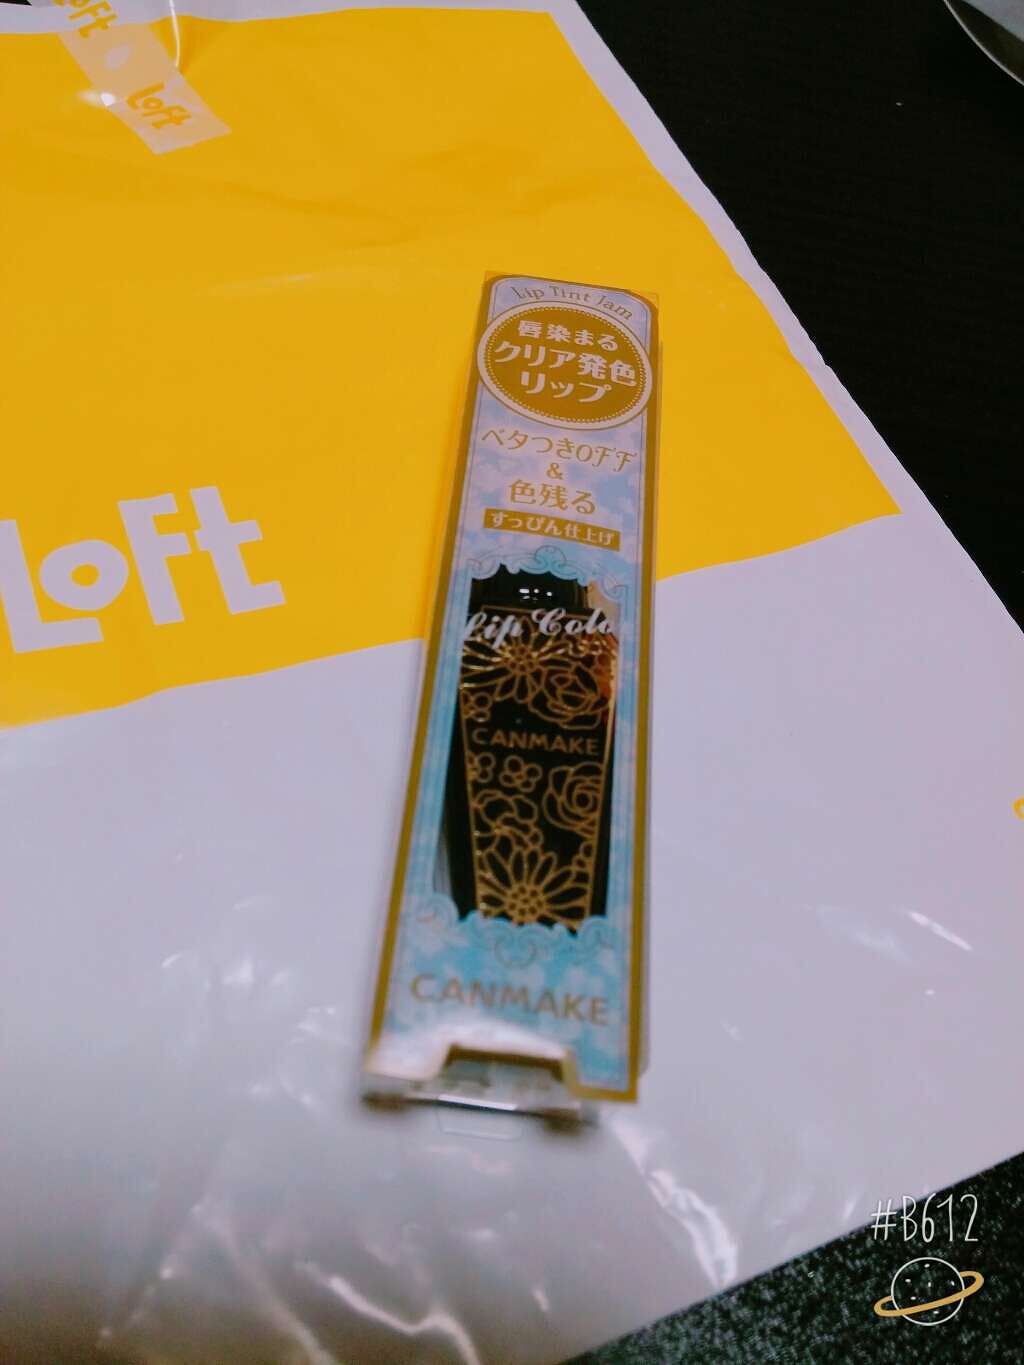 Loft
Loft
Loft
Lip Tint Jam
唇染まる
クリア発色
リップ
ベタつきOFF
&
色残る
すっぴん仕上げ
Lip Colo
CANMAKE
CANMAKE
#B612